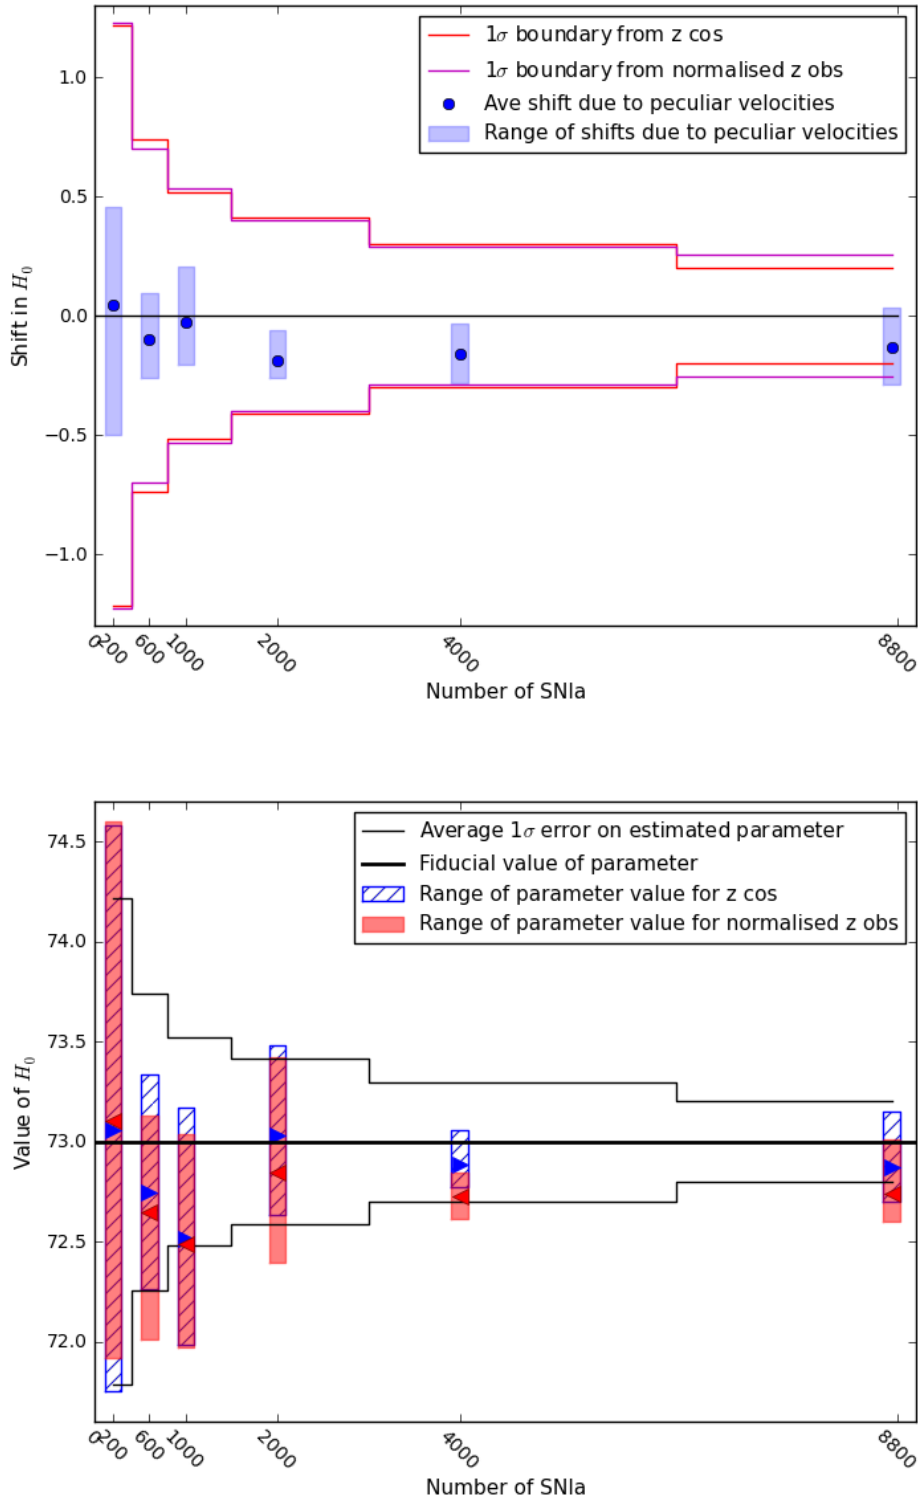 1σ boundary from z cos
1σ boundary from normalised z obs
Ave shift due to peculiar velocities
Range of shifts due to peculiar velocities
1.0
0.5
0.0
−0.5
−1.0
Shift in H₀
0
200
600
1000
2000
4000
8800
Number of SNIa
Average 1σ error on estimated parameter
Fiducial value of parameter
Range of parameter value for z cos
Range of parameter value for normalised z obs
74.5
74.0
73.5
73.0
72.5
72.0
Value of H₀
0
200
600
1000
2000
4000
8800
Number of SNIa